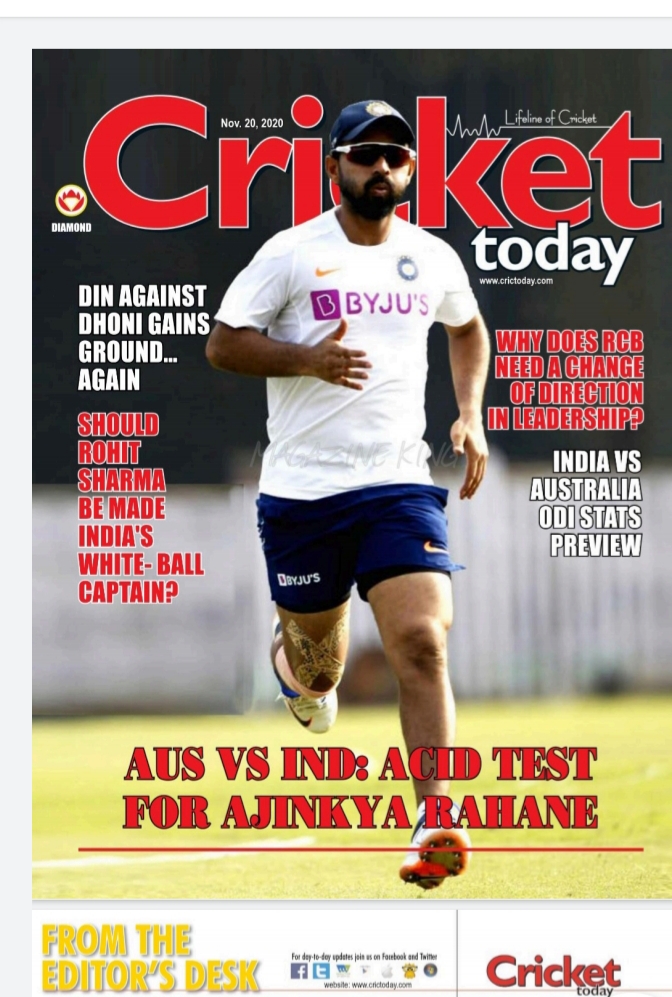 Nov. 20, 2020
Lifeline of Cricket
Cricket
today
www.crictoday.com
DIAMOND
DIN AGAINST
DHONI GAINS
GROUND...
AGAIN
SHOULD
ROHIT
SHARMA
BE MADE
INDIA'S
WHITE- BALL
CAPTAIN?
BYJU'S
WHY DOES RCB
NEED A CHANGE
OF DIRECTION
IN LEADERSHIP?
INDIA VS
AUSTRALIA
ODI STATS
PREVIEW
MAGAZINE KING
BYJU'S
AUS VS IND: ACID TEST
FOR AJINKYA RAHANE
FROM THE
EDITOR'S DESK
For day-to-day updates join us on Facebook and Twitter
website: www.crictoday.com
Cricket
today